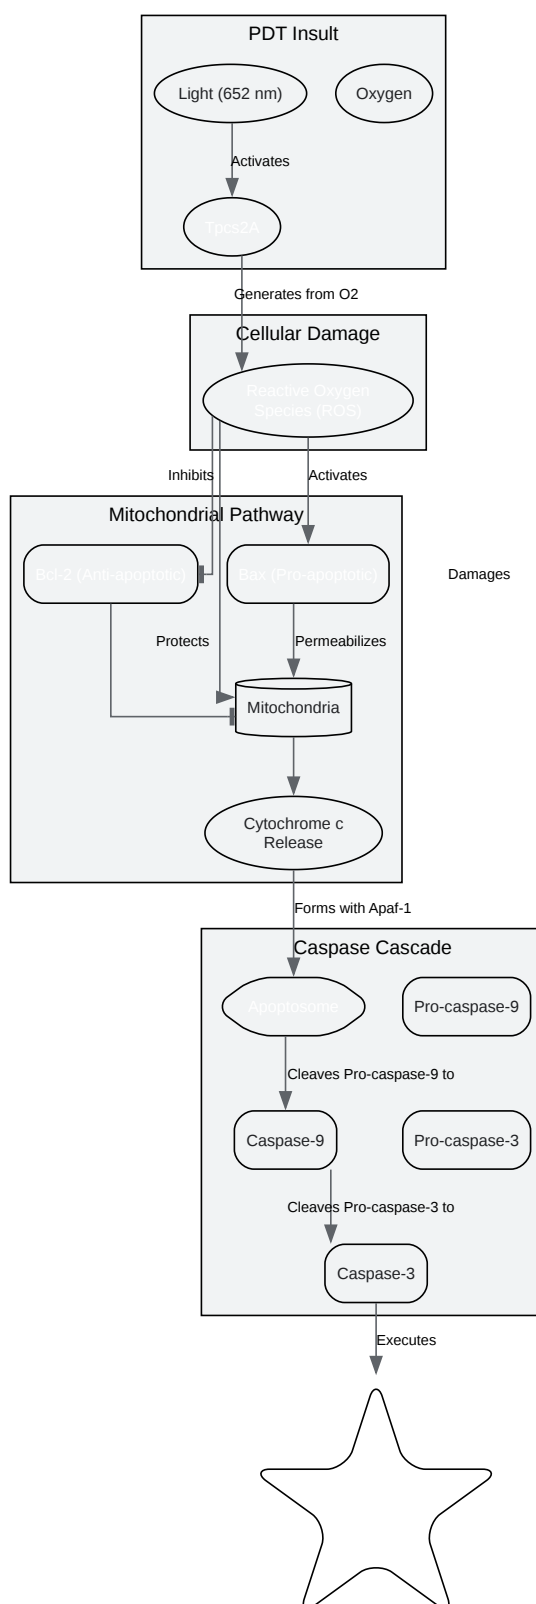 PDT Insult
Light (652 nm)
Oxygen
Activates
Tpcs2A
Generates from O2
Cellular Damage
Reactive Oxygen
Species (ROS)
Inhibits
Activates
Mitochondrial Pathway
Bcl-2 (Anti-apoptotic)
Bax (Pro-apoptotic)
Damages
Protects
Permeabilizes
Mitochondria
Cytochrome c
Release
Forms with Apaf-1
Caspase Cascade
Apoptosome
Pro-caspase-9
Cleaves Pro-caspase-9 to
Caspase-9
Pro-caspase-3
Cleaves Pro-caspase-3 to
Caspase-3
Executes